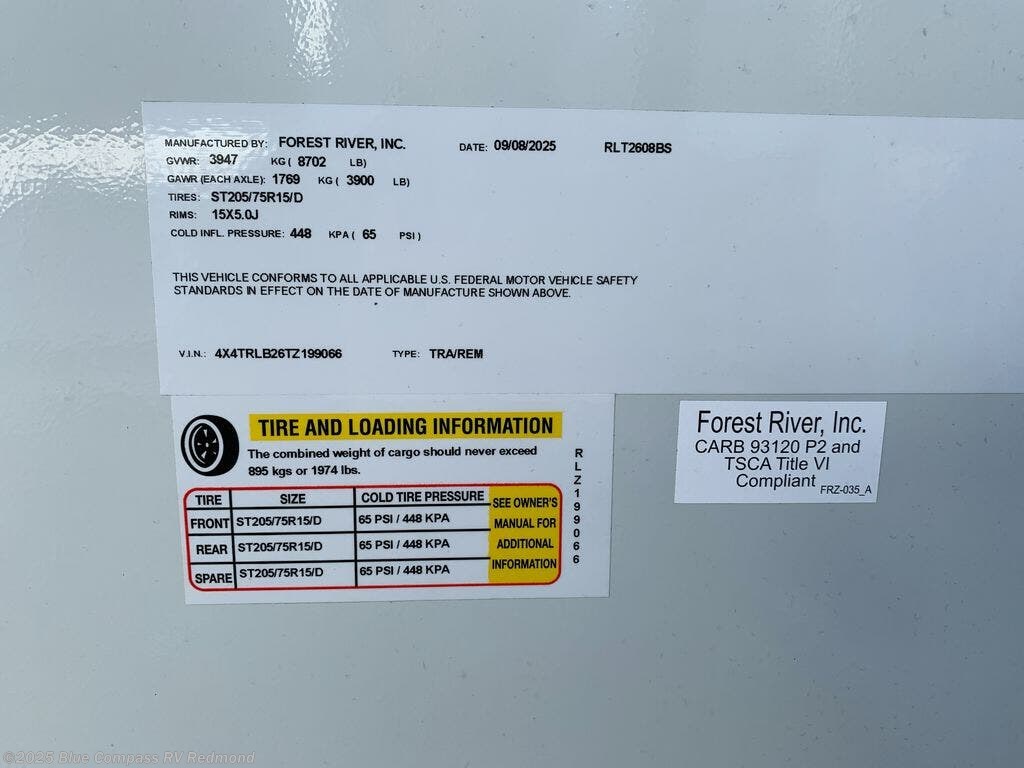 MANUFACTURED BY: FOREST RIVER, INC. DATE: 09/08/2025 RLT2608BS
GVWR: 3947 KG ( 8702 LB)
GAWR (EACH AXLE): 1769 KG ( 3900 LB)
TIRES: ST205/75R15/D
RIMS: 15X5.0J
COLD INFL. PRESSURE: 448 KPA ( 65 PSI )
THIS VEHICLE CONFORMS TO ALL APPLICABLE U.S. FEDERAL MOTOR VEHICLE SAFETY
STANDARDS IN EFFECT ON THE DATE OF MANUFACTURE SHOWN ABOVE.
V.I.N.: 4X4TRLB26TZ199066 TYPE: TRA/REM
TIRE AND LOADING INFORMATION
The combined weight of cargo should never exceed
895 kgs or 1974 lbs.
TIRE SIZE COLD TIRE PRESSURE
FRONT ST205/75R15/D 65 PSI / 448 KPA
REAR ST205/75R15/D 65 PSI / 448 KPA
SPARE ST205/75R15/D 65 PSI / 448 KPA
SEE OWNER'S
MANUAL FOR
ADDITIONAL
INFORMATION
RLZ199066
Forest River, Inc.
CARB 93120 P2 and
TSCA Title VI
Compliant
FRZ-035_A
©2025 Blue Compass RV Redmond